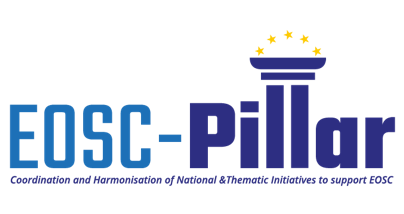 EOSC-Pillar
Coordination and Harmonisation of National &Thematic Initiatives to support EOSC